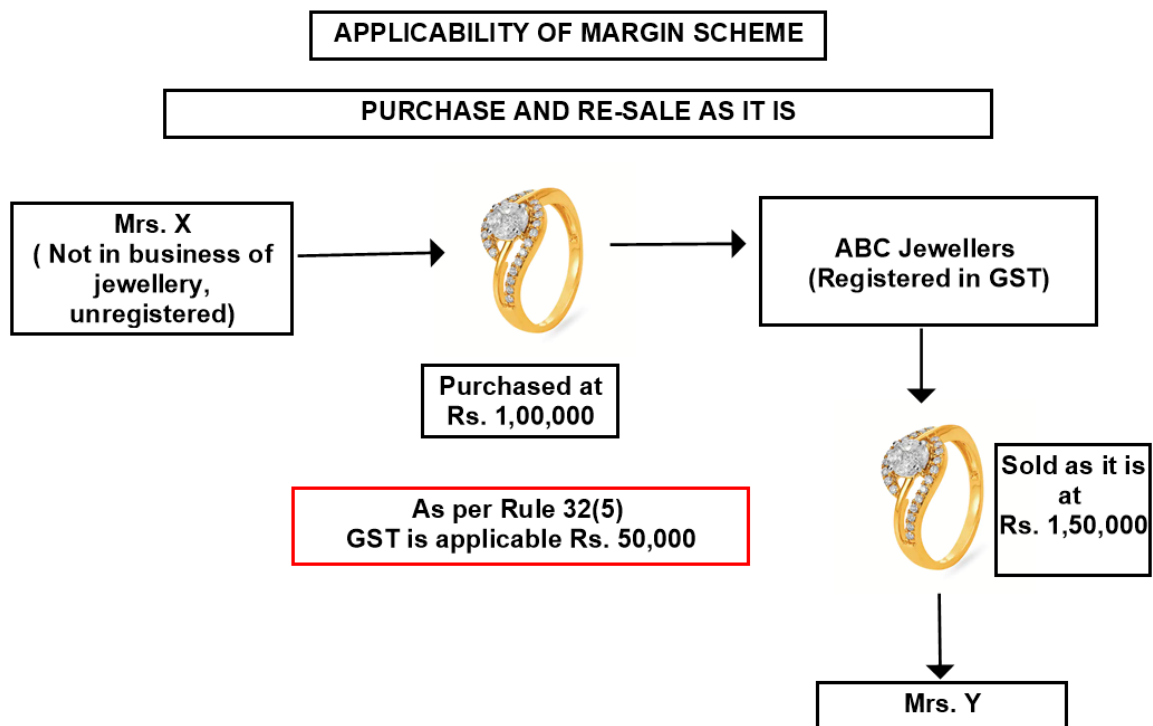 APPLICABILITY OF MARGIN SCHEME
PURCHASE AND RE-SALE AS IT IS
Mrs. X
( Not in business of
jewellery,
unregistered)
ABC Jewellers
(Registered in GST)
Purchased at
Rs. 1,00,000
Sold as it is
at
Rs. 1,50,000
As per Rule 32(5)
GST is applicable Rs. 50,000
Mrs. Y